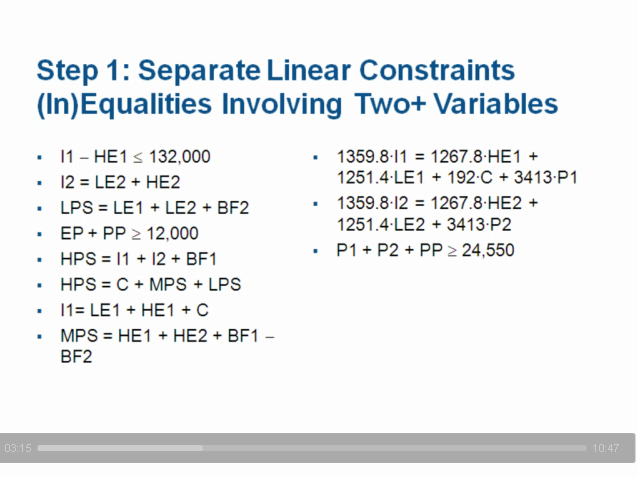 Step 1: Separate Linear Constraints
(In)Equalities Involving Two+ Variables
▪ I1 – HE1 ≤ 132,000
▪ I2 = LE2 + HE2
▪ LPS = LE1 + LE2 + BF2
▪ EP + PP ≥ 12,000
▪ HPS = I1 + I2 + BF1
▪ HPS = C + MPS + LPS
▪ I1= LE1 + HE1 + C
▪ MPS = HE1 + HE2 + BF1 –
BF2
▪ 1359.8·I1 = 1267.8·HE1 +
1251.4·LE1 + 192·C + 3413·P1
▪ 1359.8·I2 = 1267.8·HE2 +
1251.4·LE2 + 3413·P2
▪ P1 + P2 + PP ≥ 24,550
03:15
10:47